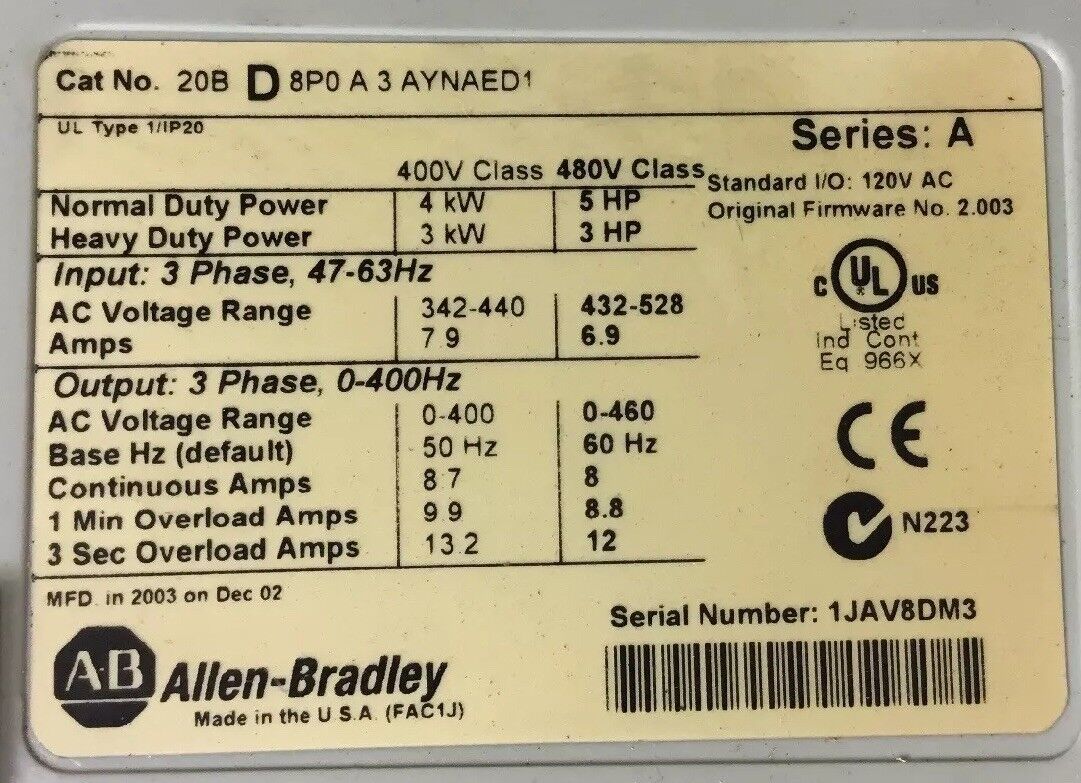 Cat No. 20B D 8P0 A 3 AYNAED1
UL Type 1/IP20
Series: A
400V Class 480V Class
Standard I/O: 120V AC
Original Firmware No. 2.003
Normal Duty Power 4 kW 5 HP
Heavy Duty Power 3 kW 3 HP
Input: 3 Phase, 47-63Hz
AC Voltage Range 342-440 432-528
Amps 7.9 6.9
C UL US
Listed
Ind Cont
Eq 966X
Output: 3 Phase, 0-400Hz
AC Voltage Range 0-400 0-460
Base Hz (default) 50 Hz 60 Hz
Continuous Amps 8.7 8
1 Min Overload Amps 9.9 8.8
3 Sec Overload Amps 13.2 12
CE
N223
MFD. in 2003 on Dec 02
Serial Number: 1JAV8DM3
A-B Allen-Bradley
Made in the U.S.A. (FAC1J)